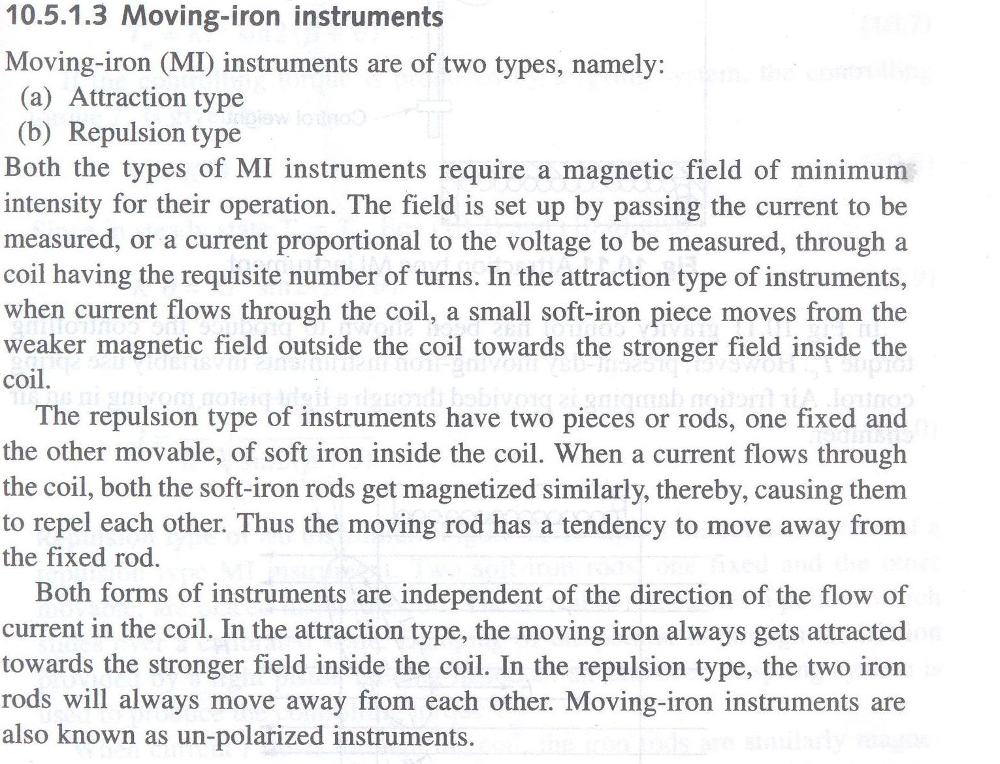 10.5.1.3 Moving-iron instruments
Moving-iron (MI) instruments are of two types, namely:
(a) Attraction type
(b) Repulsion type
Both the types of MI instruments require a magnetic field of minimum
intensity for their operation. The field is set up by passing the current to be
measured, or a current proportional to the voltage to be measured, through a
coil having the requisite number of turns. In the attraction type of instruments,
when current flows through the coil, a small soft-iron piece moves from the
weaker magnetic field outside the coil towards the stronger field inside the
coil.
The repulsion type of instruments have two pieces or rods, one fixed and
the other movable, of soft iron inside the coil. When a current flows through
the coil, both the soft-iron rods get magnetized similarly, thereby, causing them
to repel each other. Thus the moving rod has a tendency to move away from
the fixed rod.
Both forms of instruments are independent of the direction of the flow of
current in the coil. In the attraction type, the moving iron always gets attracted
towards the stronger field inside the coil. In the repulsion type, the two iron
rods will always move away from each other. Moving-iron instruments are
also known as un-polarized instruments.